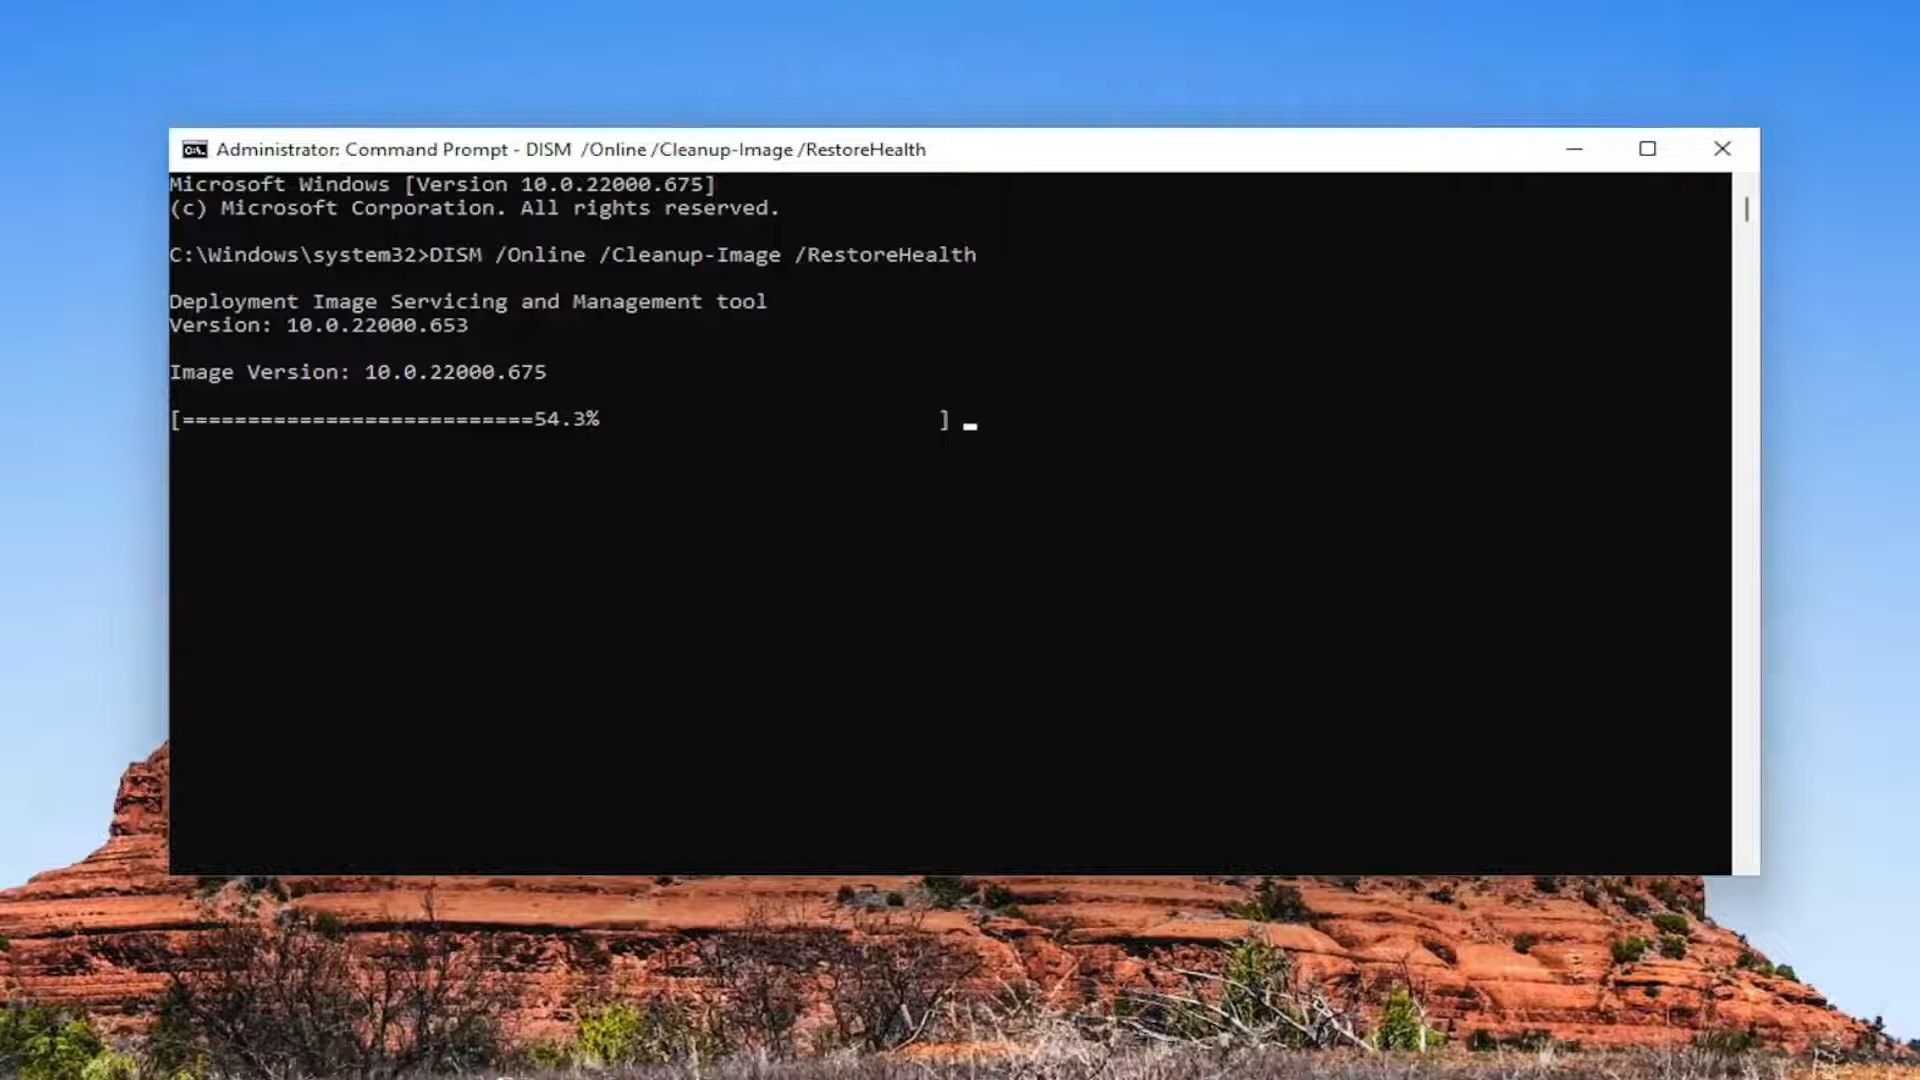 Administrator: Command Prompt - DISM  /Online /Cleanup-Image /RestoreHealth
Microsoft Windows [Version 10.0.22000.675]
(c) Microsoft Corporation. All rights reserved.
C:\Windows\system32>DISM /Online /Cleanup-Image /RestoreHealth
Deployment Image Servicing and Management tool
Version: 10.0.22000.653
Image Version: 10.0.22000.675
[===========================54.3%                          ]